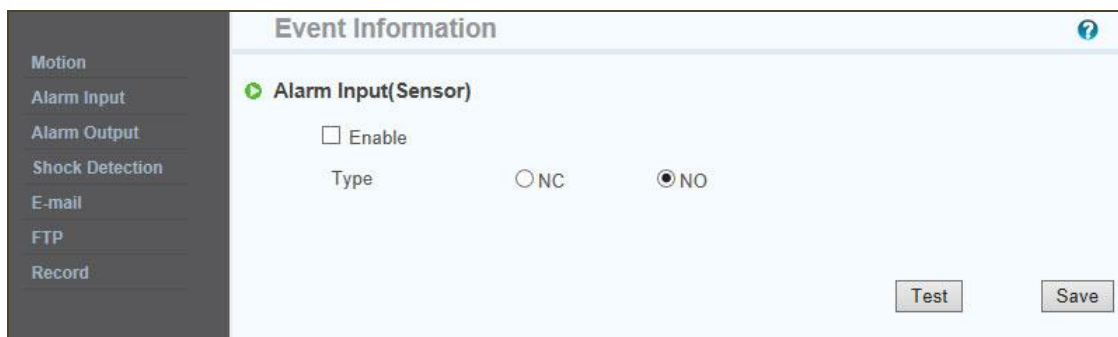 Event Information
?
Motion
Alarm Input
Alarm Output
Shock Detection
E-mail
FTP
Record
Alarm Input(Sensor)
Enable
Type NC NO
Test Save